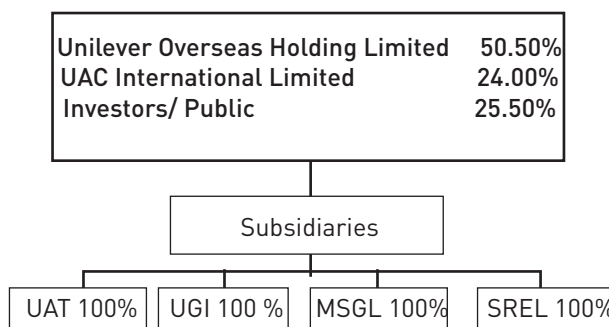 Unilever Overseas Holding Limited 50.50%
UAC International Limited 24.00%
Investors/ Public 25.50%
Subsidiaries
UAT 100% UGI 100 % MSGL 100% SREL 100%